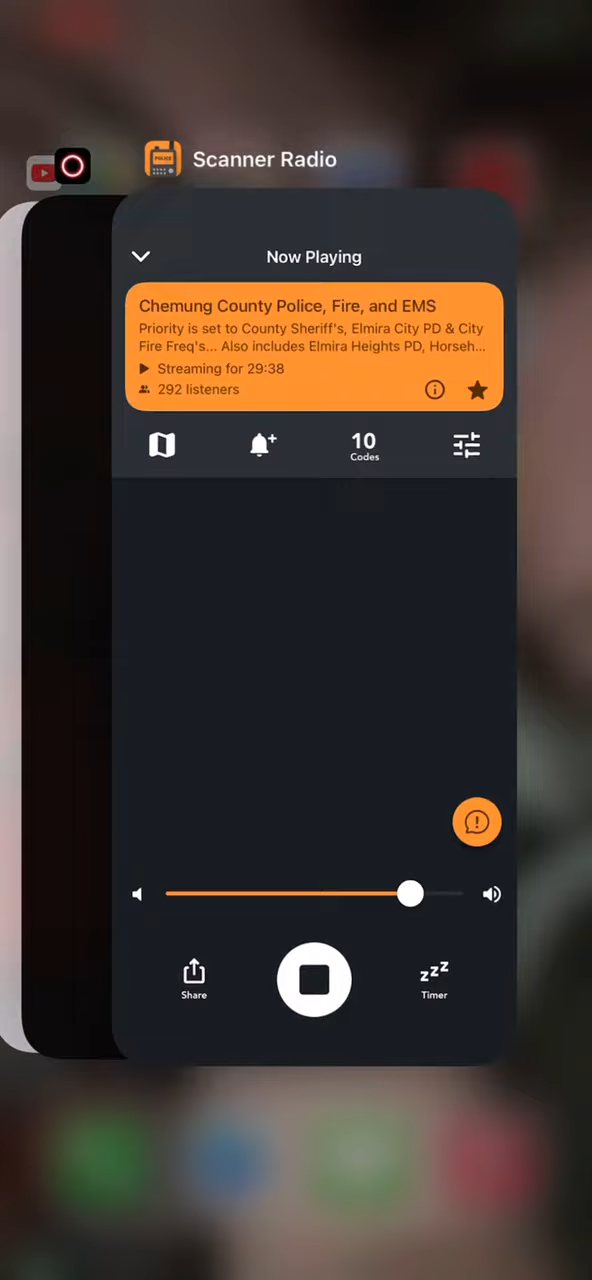 POLICE
Scanner Radio
Now Playing
Chemung County Police, Fire, and EMS
Priority is set to County Sheriff's, Elmira City PD & City
Fire Freq's... Also includes Elmira Heights PD, Horseh...
Streaming for 29:38
292 listeners
10
Codes
Share
zzz
Timer